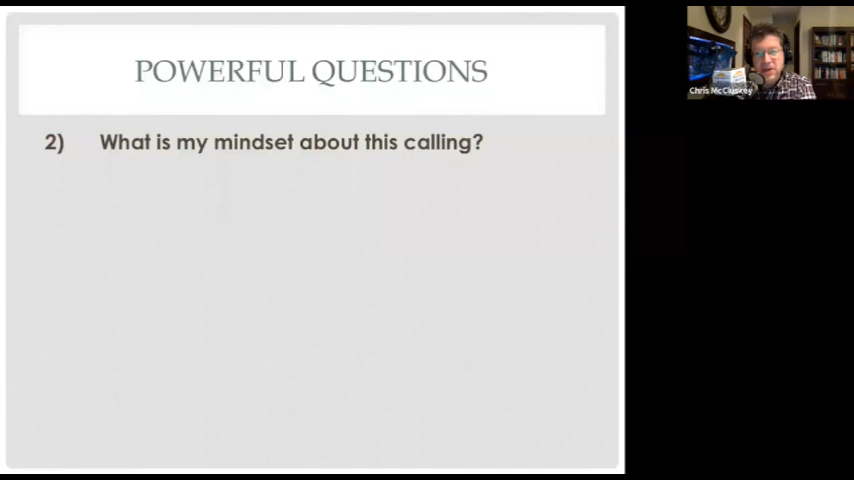 POWERFUL QUESTIONS
2) What is my mindset about this calling?
Chris McCluskey